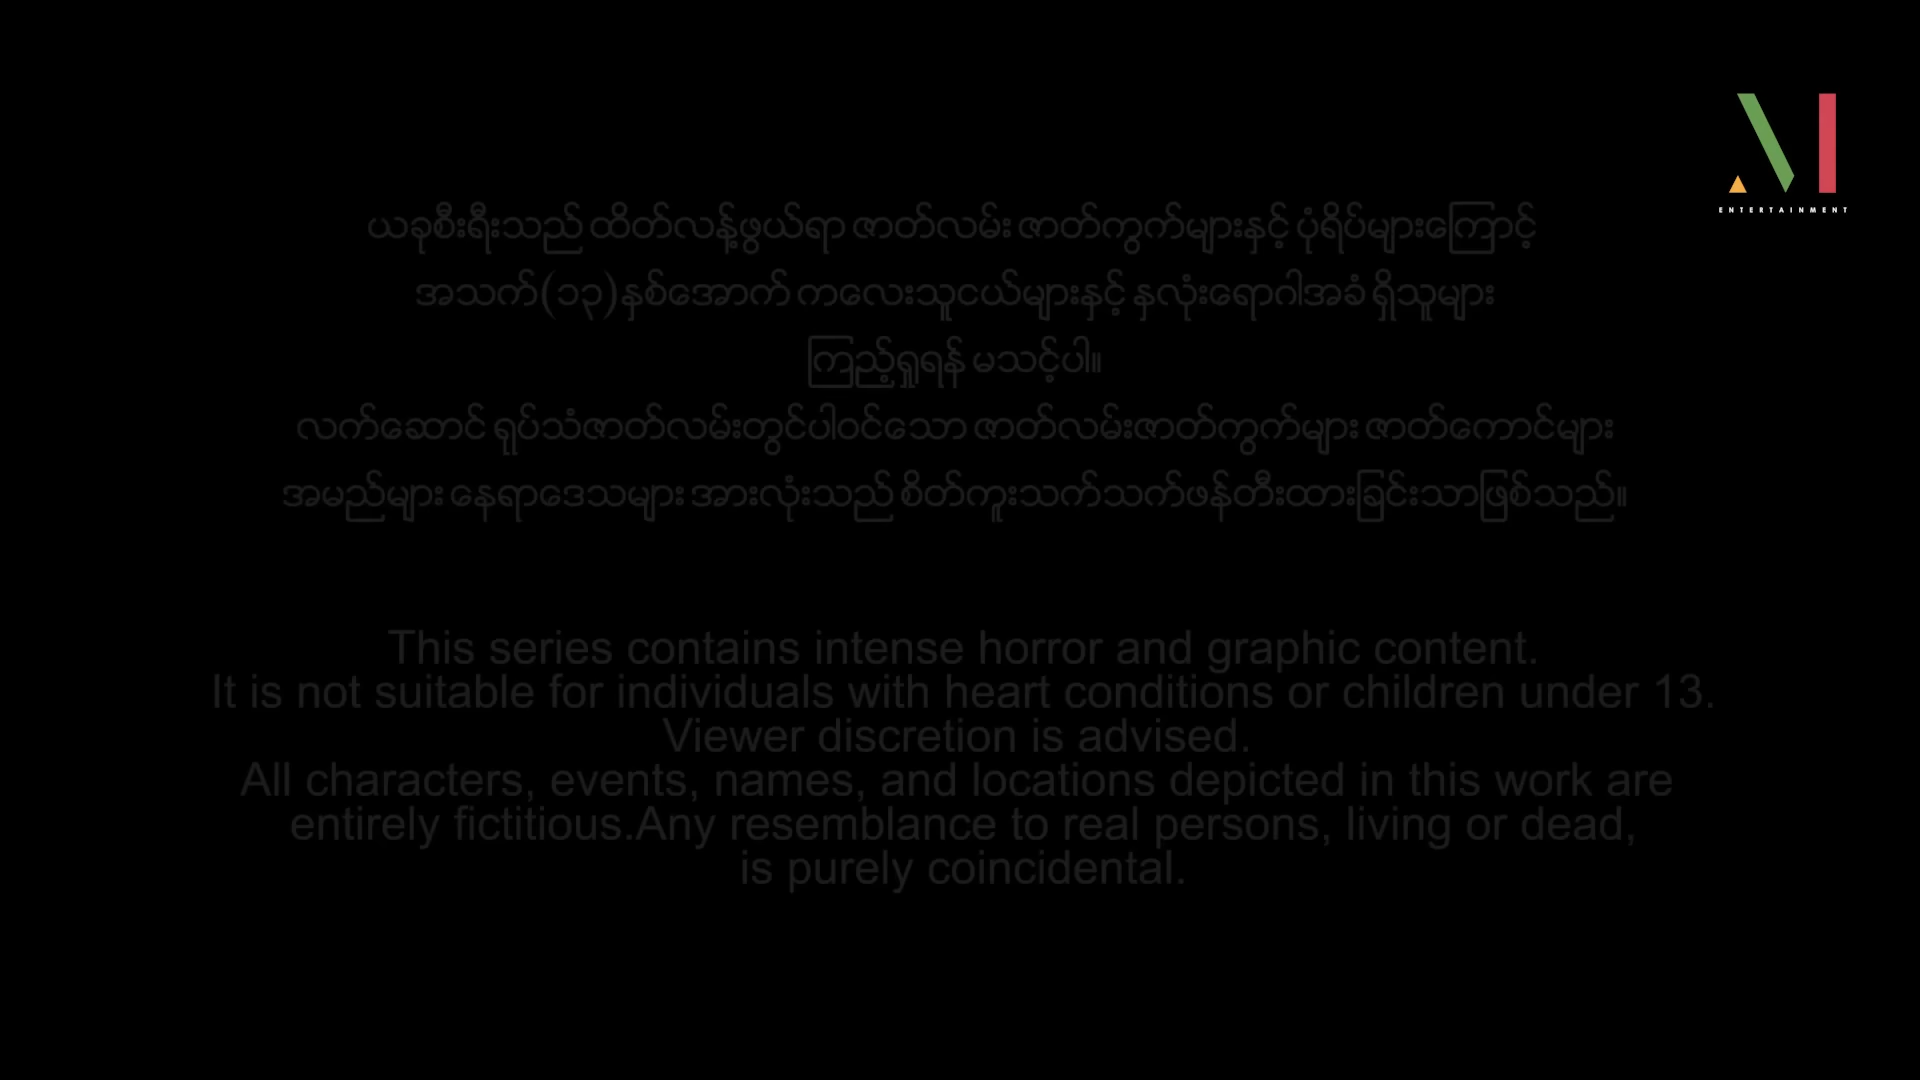 ENTERTAINMENT
ယခုစီးရီးသည် ထိတ်လန့်ဖွယ်ရာ ဇာတ်လမ်း ဇာတ်ကွက်များနှင့် ပုံရိပ်များကြောင့်
အသက်(၁၃)နှစ်အောက် ကလေးသူငယ်များနှင့် နှလုံးရောဂါအခံ ရှိသူများ
ကြည့်ရှုရန် မသင့်ပါ။
လက်ဆောင် ရုပ်သံဇာတ်လမ်းတွင်ပါဝင်သော ဇာတ်လမ်းဇာတ်ကွက်များ ဇာတ်ကောင်များ
အမည်များ နေရာဒေသများ အားလုံးသည် စိတ်ကူးသက်သက်ဖန်တီးထားခြင်းသာဖြစ်သည်။
This series contains intense horror and graphic content.
It is not suitable for individuals with heart conditions or children under 13.
Viewer discretion is advised.
All characters, events, names, and locations depicted in this work are
entirely fictitious.Any resemblance to real persons, living or dead,
is purely coincidental.